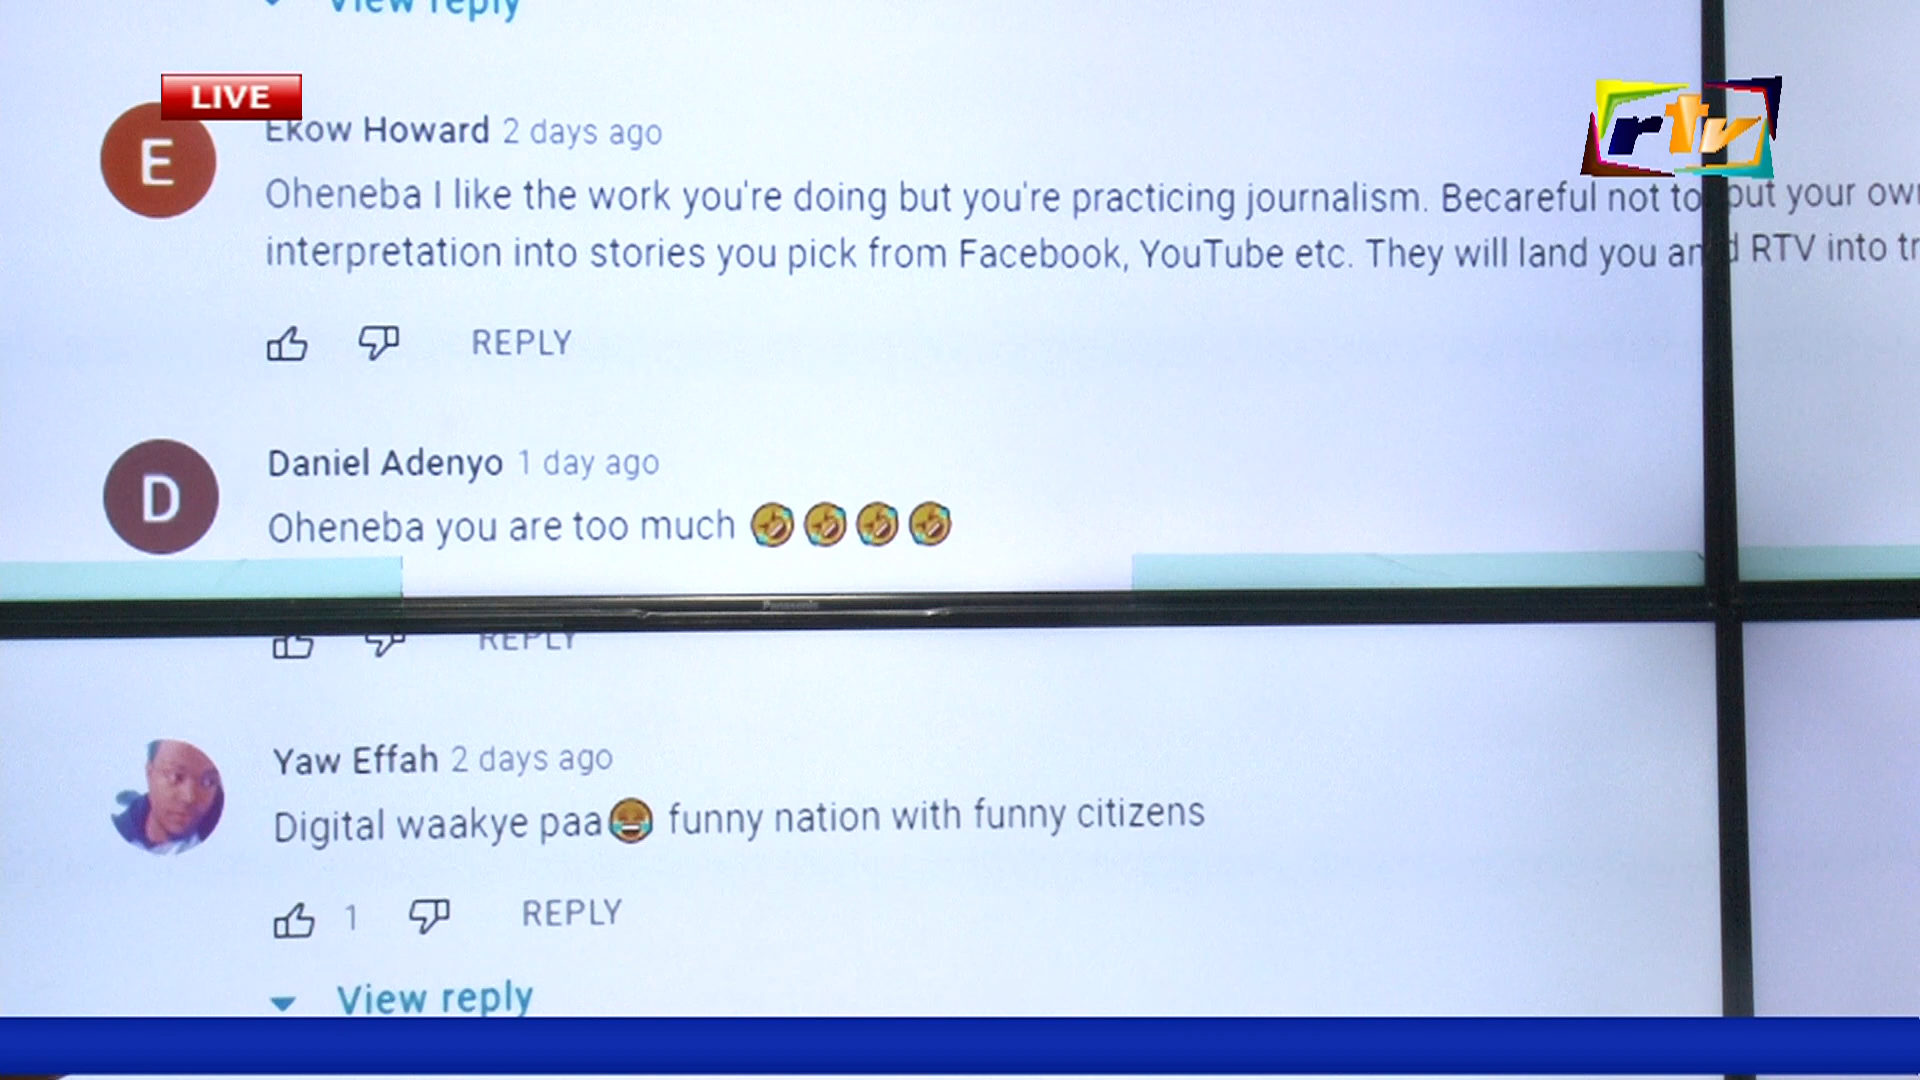 View reply
LIVE
rtv
Ekow Howard 2 days ago
Oheneba I like the work you're doing but you're practicing journalism. Becareful not to put your own
interpretation into stories you pick from Facebook, YouTube etc. They will land you and RTV into
REPLY
D
Daniel Adenyo 1 day ago
Oheneba you are too much 🤣🤣🤣🤣
REPLY
Yaw Effah 2 days ago
Digital waakye paa😂 funny nation with funny citizens
1 REPLY
View reply
E
Panasonic